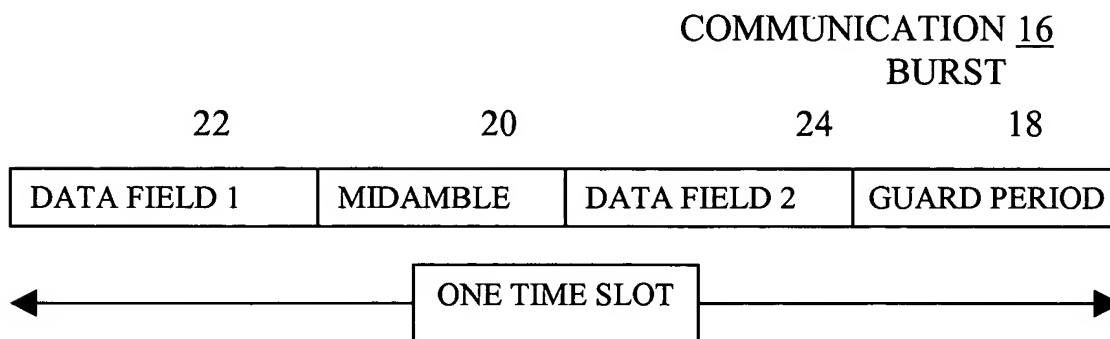 COMMUNICATION 16
BURST
22 20 24 18
DATA FIELD 1 MIDAMBLE DATA FIELD 2 GUARD PERIOD
ONE TIME SLOT